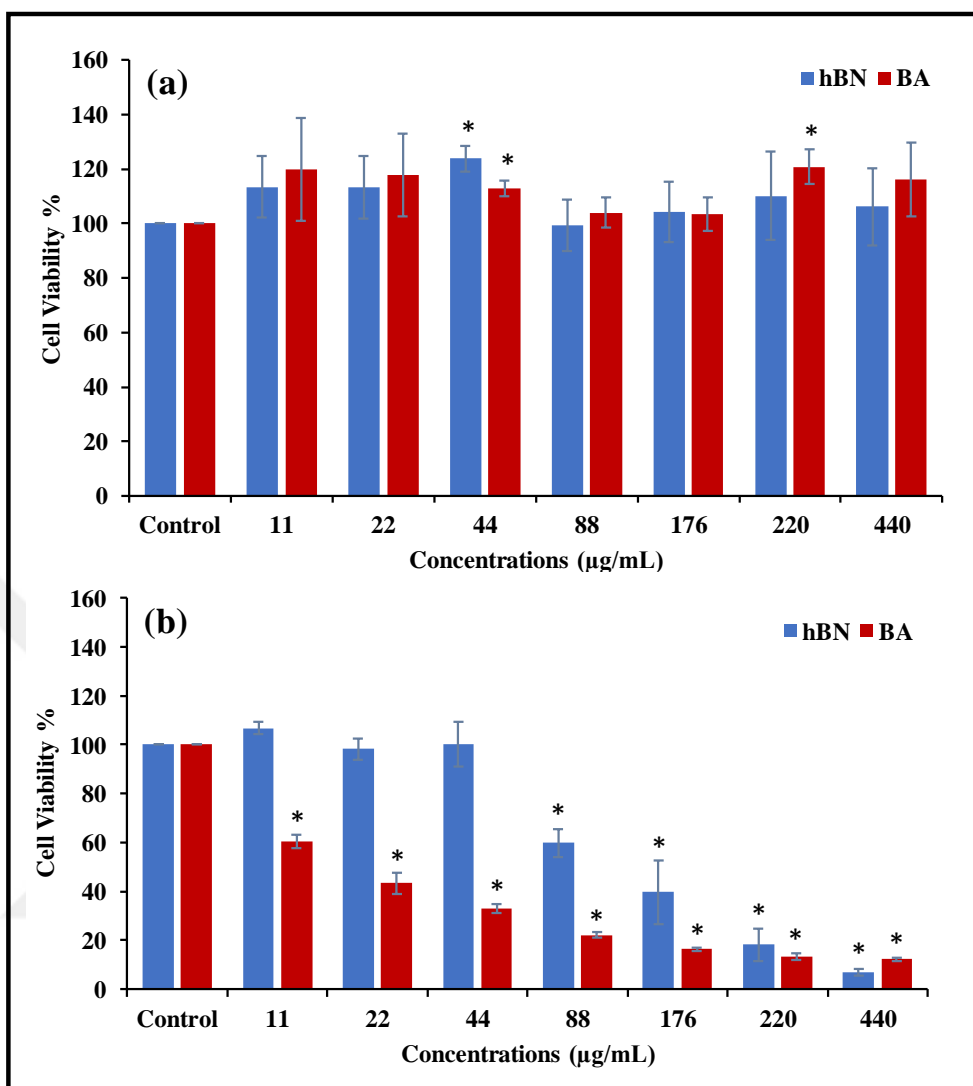 (a)
hBN BA
160
140
120
100
80
60
40
20
0
Cell Viability %
* * *
Control 11 22 44 88 176 220 440
Concentrations (µg/mL)
(b)
hBN BA
160
140
120
100
80
60
40
20
0
Cell Viability %
* * * * * * * * * * *
Control 11 22 44 88 176 220 440
Concentrations (µg/mL)